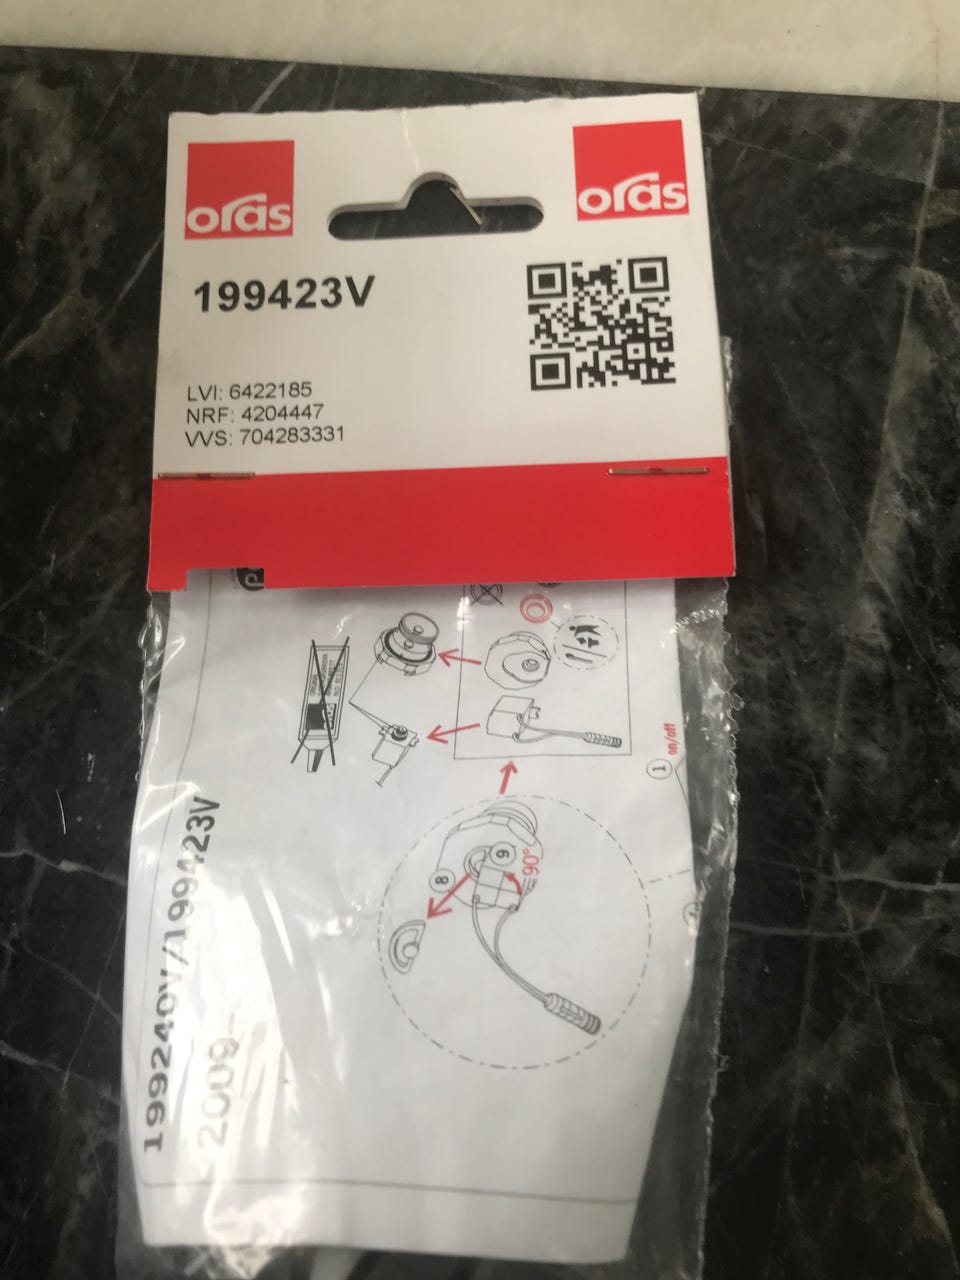 oras
oras
199423V
LVI: 6422185
NRF: 4204447
VVS: 704283331
1 on/off
8
9
90°
199240V/199423V
2009-